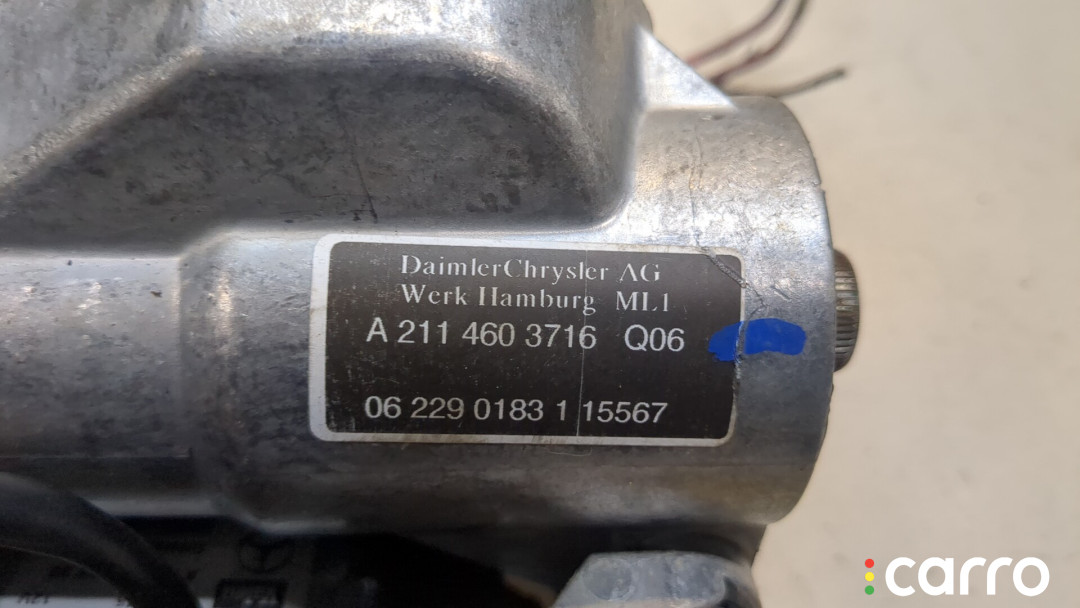 DaimlerChrysler AG
Werk Hamburg ML1
A 211 460 3716 Q06
06 229 0183 1 15567
carro